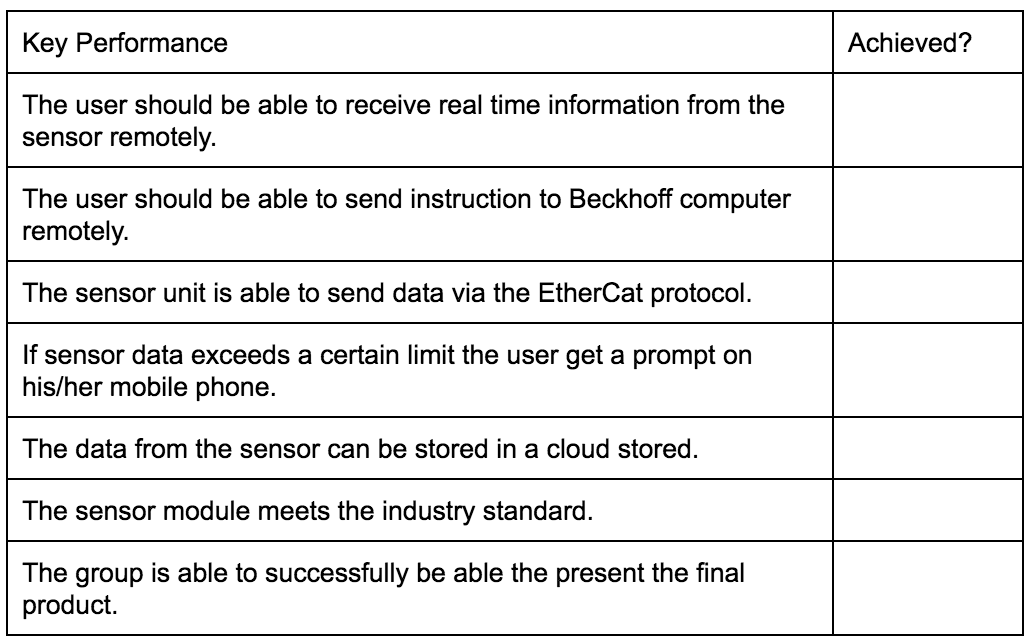 Key Performance
Achieved?
The user should be able to receive real time information from the
sensor remotely.
The user should be able to send instruction to Beckhoff computer
remotely.
The sensor unit is able to send data via the EtherCat protocol.
If sensor data exceeds a certain limit the user get a prompt on
his/her mobile phone.
The data from the sensor can be stored in a cloud stored.
The sensor module meets the industry standard.
The group is able to successfully be able the present the final
product.